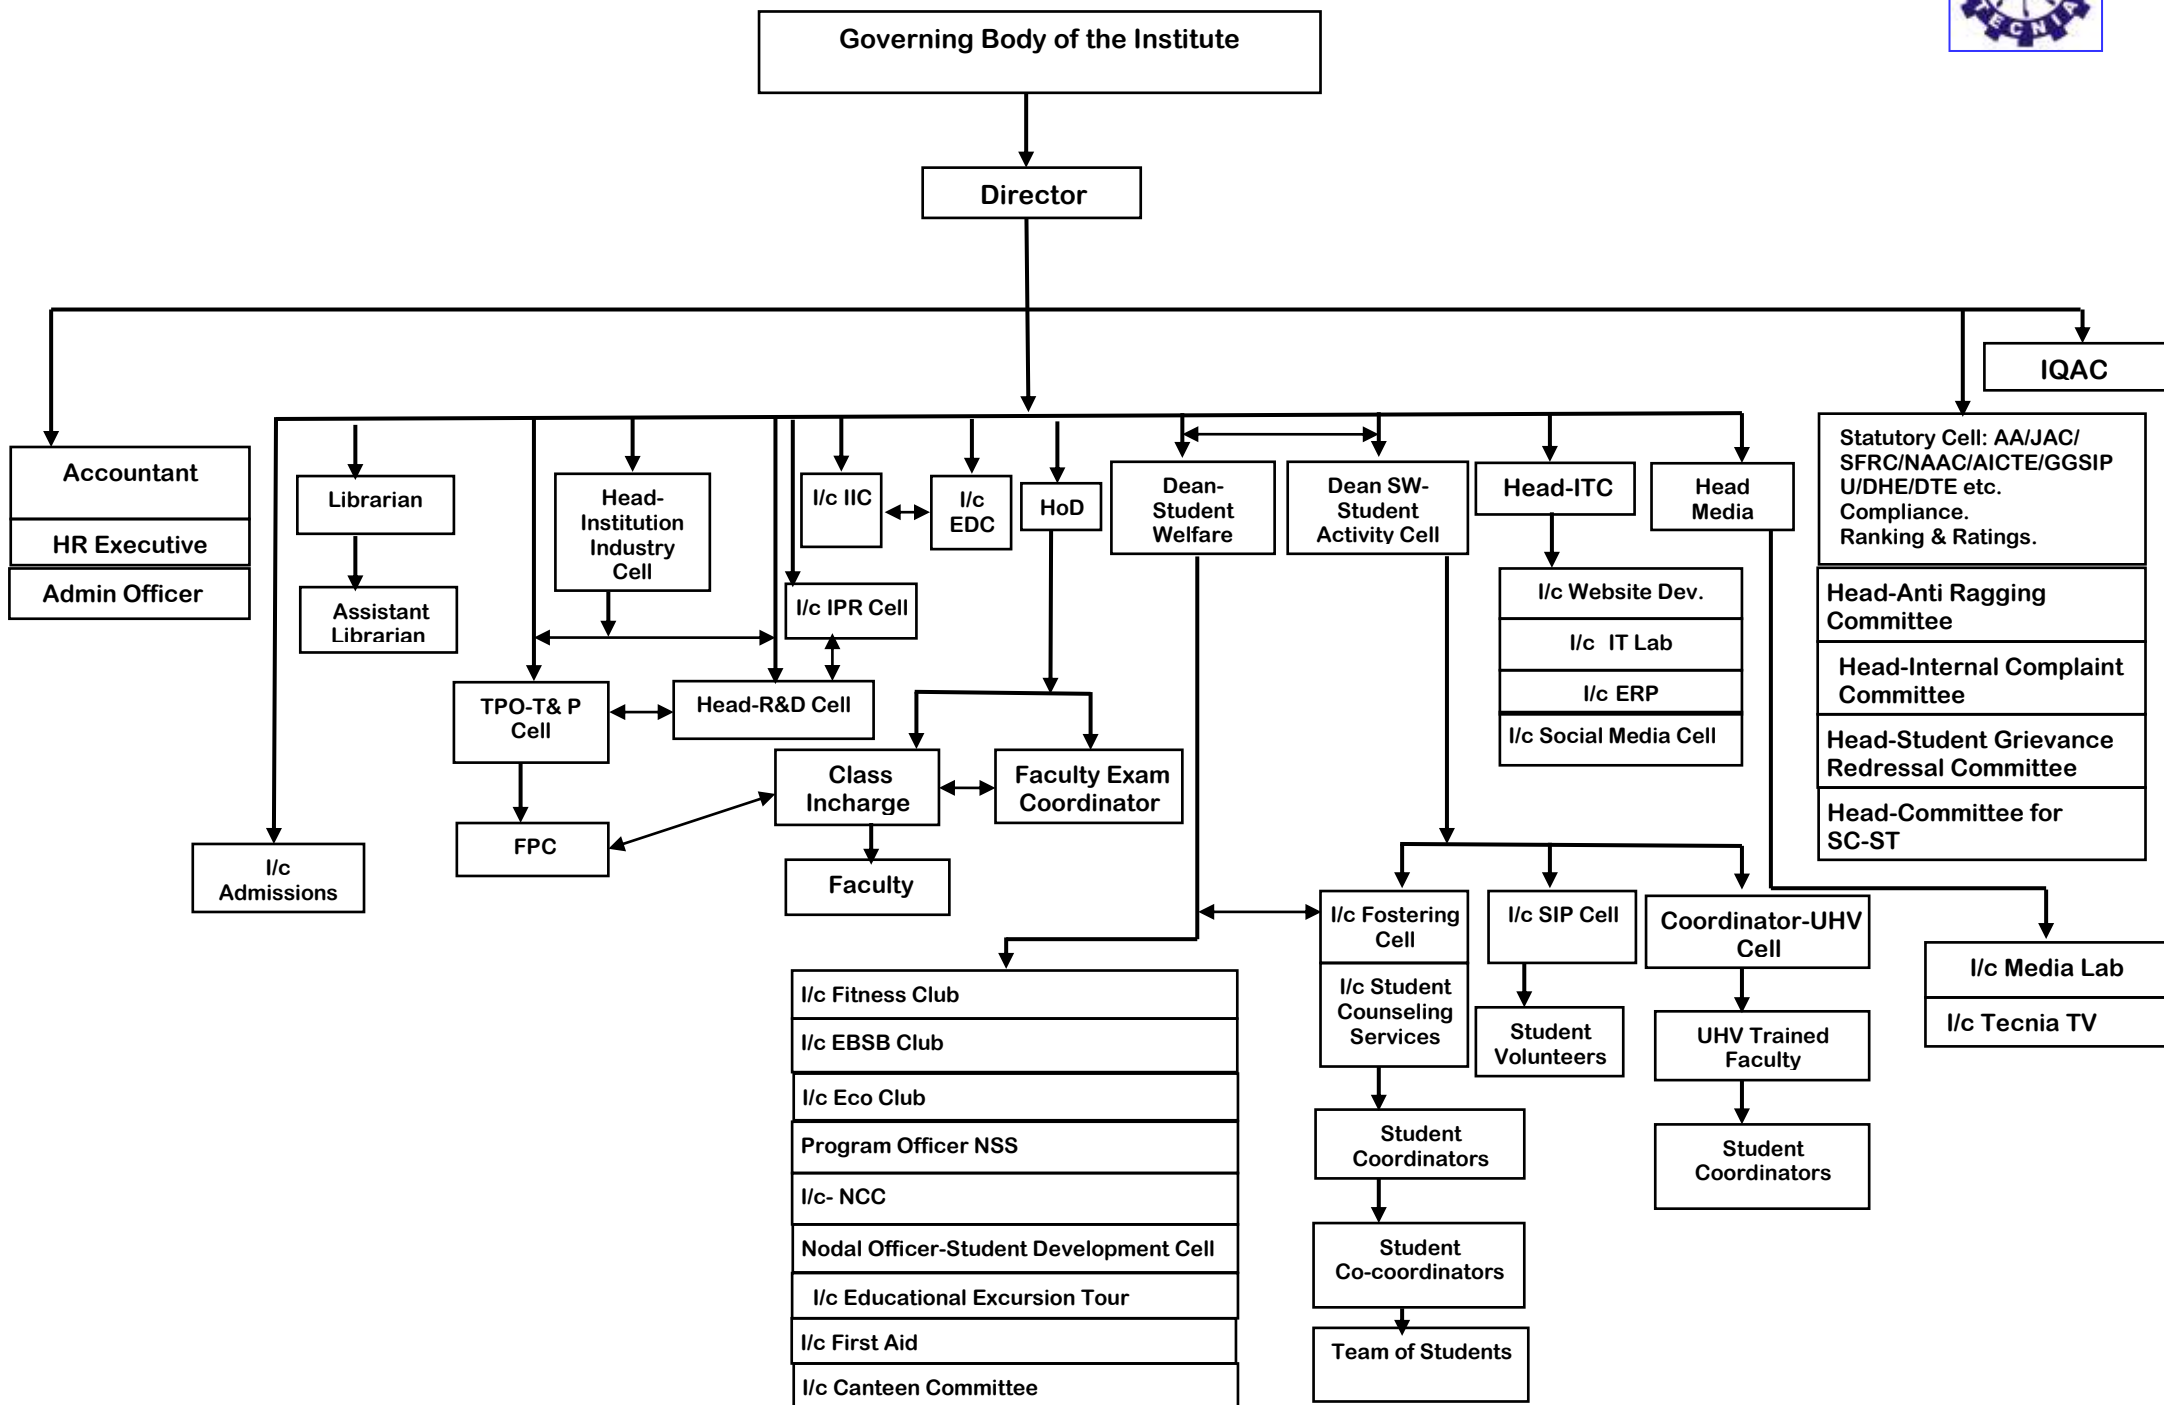 TECNIA
Governing Body of the Institute
Director
IQAC
Accountant
HR Executive
Admin Officer
Librarian
Assistant
Librarian
Head-
Institution
Industry
Cell
I/c IIC
I/c
EDC
HoD
Dean-
Student
Welfare
Dean SW-
Student
Activity Cell
Head-ITC
Head
Media
Statutory Cell: AA/JAC/
SFRC/NAAC/AICTE/GGSIP
U/DHE/DTE etc.
Compliance.
Ranking & Ratings.
Head-Anti Ragging
Committee
Head-Internal Complaint
Committee
Head-Student Grievance
Redressal Committee
Head-Committee for
SC-ST
I/c IPR Cell
I/c Website Dev.
I/c IT Lab
I/c ERP
I/c Social Media Cell
TPO-T& P
Cell
Head-R&D Cell
Class
Incharge
Faculty Exam
Coordinator
FPC
Faculty
I/c
Admissions
I/c Fostering
Cell
I/c Student
Counseling
Services
I/c SIP Cell
Student
Volunteers
Coordinator-UHV
Cell
UHV Trained
Faculty
Student
Coordinators
I/c Media Lab
I/c Tecnia TV
I/c Fitness Club
I/c EBSB Club
I/c Eco Club
Program Officer NSS
I/c- NCC
Nodal Officer-Student Development Cell
I/c Educational Excursion Tour
I/c First Aid
I/c Canteen Committee
Student
Coordinators
Student
Co-coordinators
Team of Students